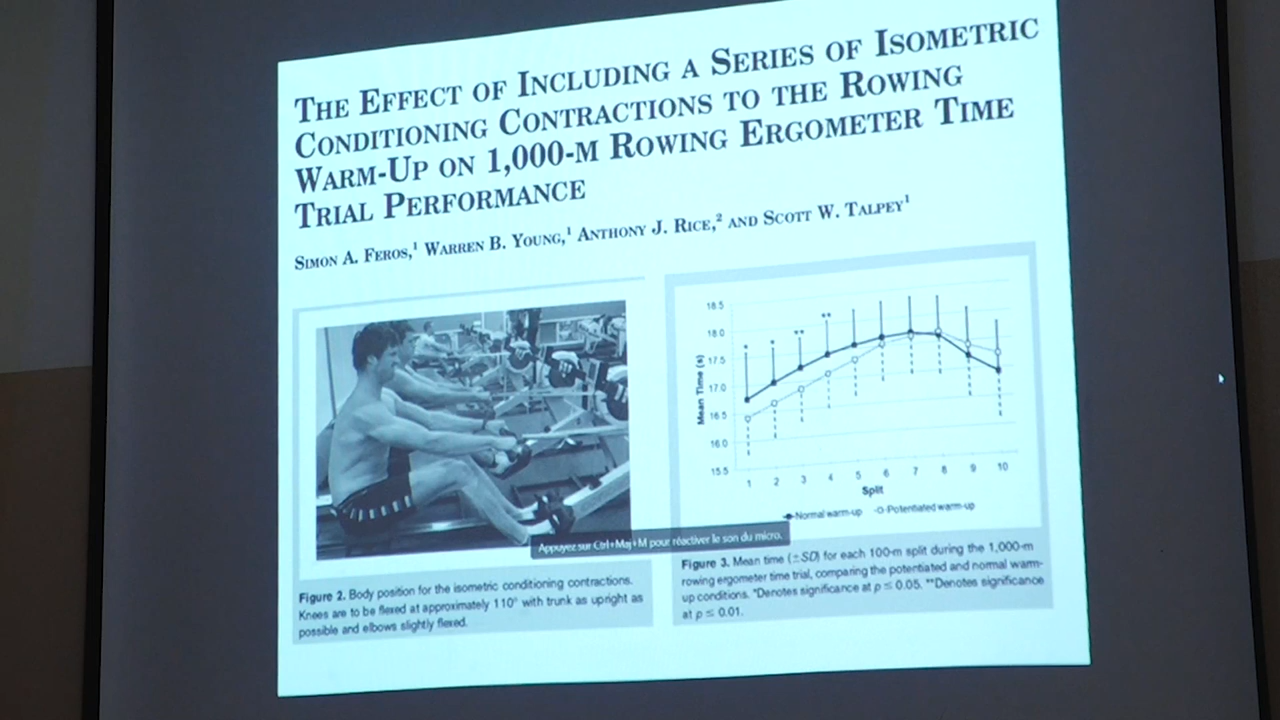 THE EFFECT OF INCLUDING A SERIES OF ISOMETRIC
CONDITIONING CONTRACTIONS TO THE ROWING
WARM-UP ON 1,000-M ROWING ERGOMETER TIME
TRIAL PERFORMANCE
SIMON A. FEROS,¹ WARREN B. YOUNG,¹ ANTHONY J. RICE,² AND SCOTT W. TALPEY¹
18.5
18.0
17.5
17.0
16.5
16.0
15.5
Mean Time (s)
* * ** **
1 2 3 4 5 6 7 8 9 10
Split
Normal warm-up Potentiated warm-up
Appuyez sur Ctrl+Maj+M pour réactiver le son du micro.
Figure 2. Body position for the isometric conditioning contractions.
Knees are to be flexed at approximately 110° with trunk as upright as
possible and elbows slightly flexed.
Figure 3. Mean time (±SD) for each 100-m split during the 1,000-m
rowing ergometer time trial, comparing the potentiated and normal warm-
up conditions. *Denotes significance at p ≤ 0.05. **Denotes significance
at p ≤ 0.01.